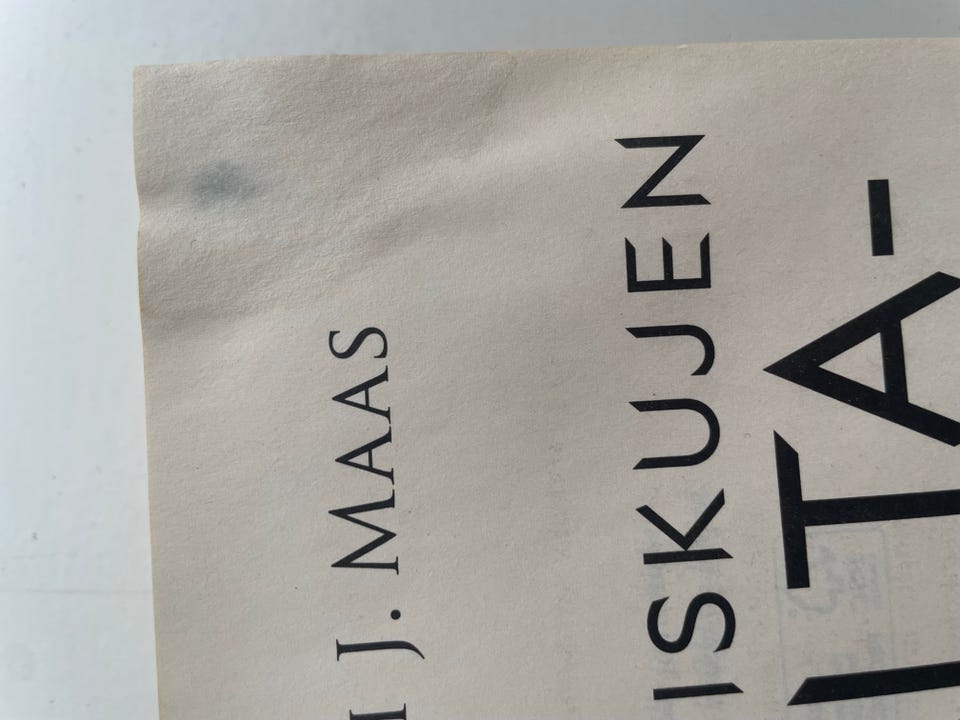 J. MAAS
ISKUJEN
TA-